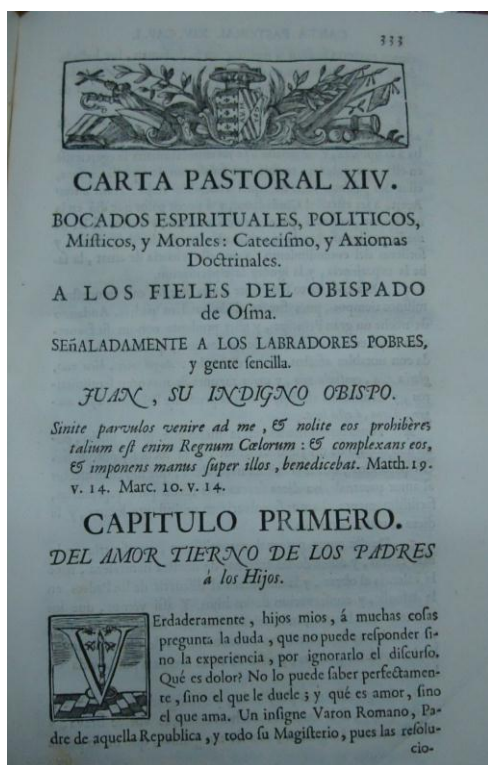 333
CARTA PASTORAL XIV.
BOCADOS ESPIRITUALES, POLITICOS,
Miſticos, y Morales: Catecismo, y Axiomas
Doctrinales.
A LOS FIELES DEL OBISPADO
de Oſma.
SEñALADAMENTE A LOS LABRADORES POBRES,
y gente ſencilla.
JUAN, SU INDIGNO OBISPO.
Sinite parvulos venire ad me, & nolite eos prohibère;
talium eſt enim Regnum Cœlorum: & complexans eos,
& imponens manus ſuper illos, benedicebat. Matth. 19.
v. 14. Marc. 10. v. 14.
CAPITULO PRIMERO.
DEL AMOR TIERNO DE LOS PADRES
á los Hijos.
VErdaderamente, hijos mios, á muchas coſas
pregunta la duda, que no puede reſponder ſi-
no la experiencia, por ignorarlo el diſcurſo.
Qué es dolor? No lo puede ſaber perfectamen-
te, ſino el que le duele; y qué es amor, ſino
el que ama. Un inſigne Varon Romano, Pa-
dre de aquella Republica, y todo ſu Magiſterio, pues las reſolu-
cio-